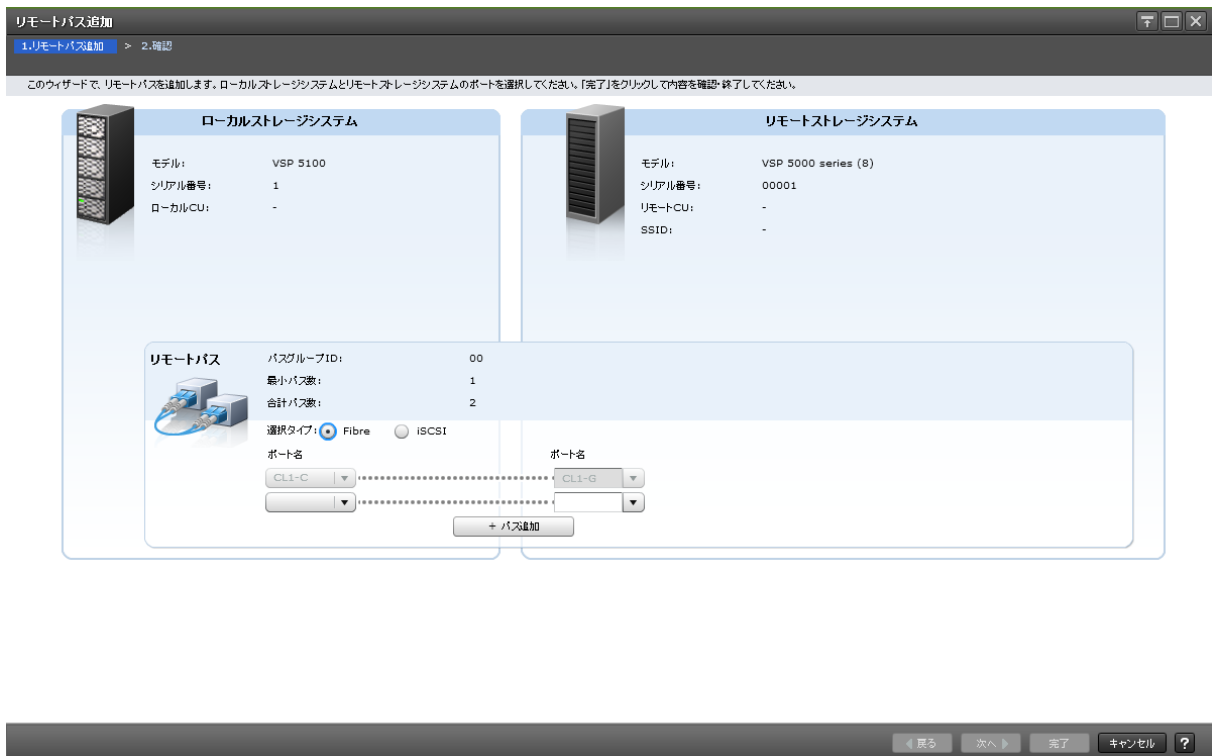 リモートパス追加
1.リモートパス追加 > 2.確認
このウィザードで、リモートパスを追加します。ローカルストレージシステムとリモートストレージシステムのポートを選択してください。「完了」をクリックして内容を確認・終了してください。
ローカルストレージシステム
モデル: VSP 5100
シリアル番号: 1
ローカルCU: -
リモートストレージシステム
モデル: VSP 5000 series (8)
シリアル番号: 00001
リモートCU: -
SSID: -
リモートパス
パスグループID: 00
最小パス数: 1
合計パス数: 2
選択タイプ: Fibre iSCSI
ポート名 ポート名
CL1-C CL1-G
+ パス追加
戻る 次へ 完了 キャンセル ?